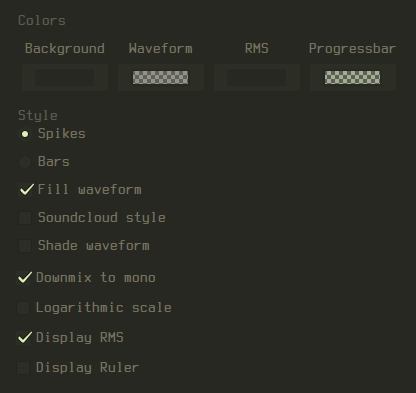 Colors
Background Waveform RMS Progressbar
Style
Spikes
Bars
Fill waveform
Soundcloud style
Shade waveform
Downmix to mono
Logarithmic scale
Display RMS
Display Ruler